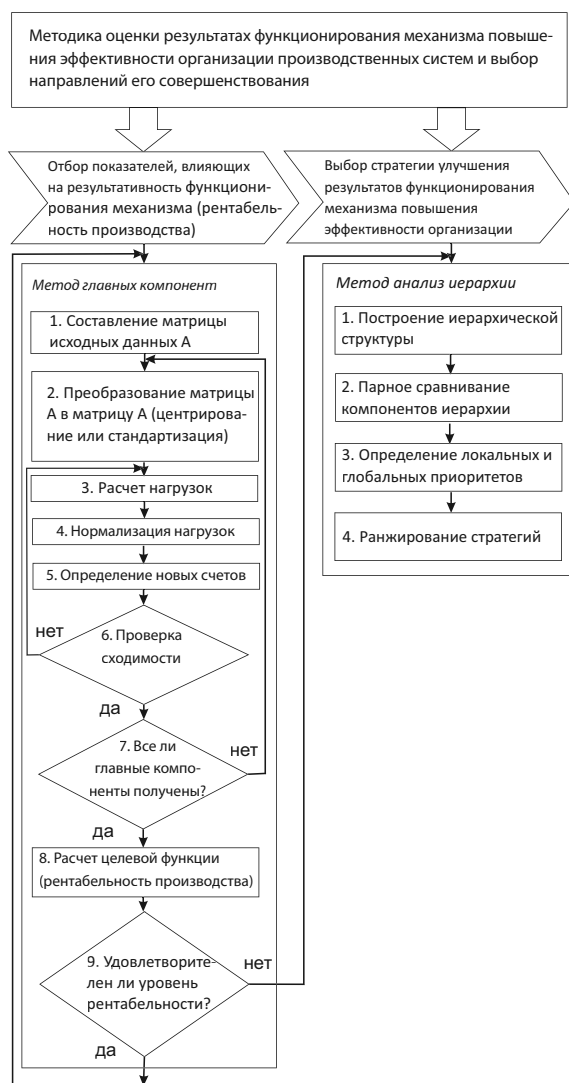 Методика оценки результатах функционирования механизма повыше-
ния эффективности организации производственных систем и выбор
направлений его совершенствования
Отбор показателей, влияющих
на результативность функциони-
рования механизма (рентабель-
ность производства)
Выбор стратегии улучшения
результатов функционирования
механизма повышения
эффективности организации
Метод главных компонент
1. Составление матрицы
исходных данных А
2. Преобразование матрицы
А в матрицу А (центрирова-
ние или стандартизация)
3. Расчет нагрузок
4. Нормализация нагрузок
5. Определение новых счетов
нет
6. Проверка
сходимости
да
7. Все ли
главные компо-
ненты получены?
нет
да
8. Расчет целевой функции
(рентабельность производства)
9. Удовлетворите-
лен ли уровень
рентабельности?
нет
да
Метод анализ иерархии
1. Построение иерархической
структуры
2. Парное сравнивание
компонентов иерархии
3. Определение локальных и
глобальных приоритетов
4. Ранжирование стратегий